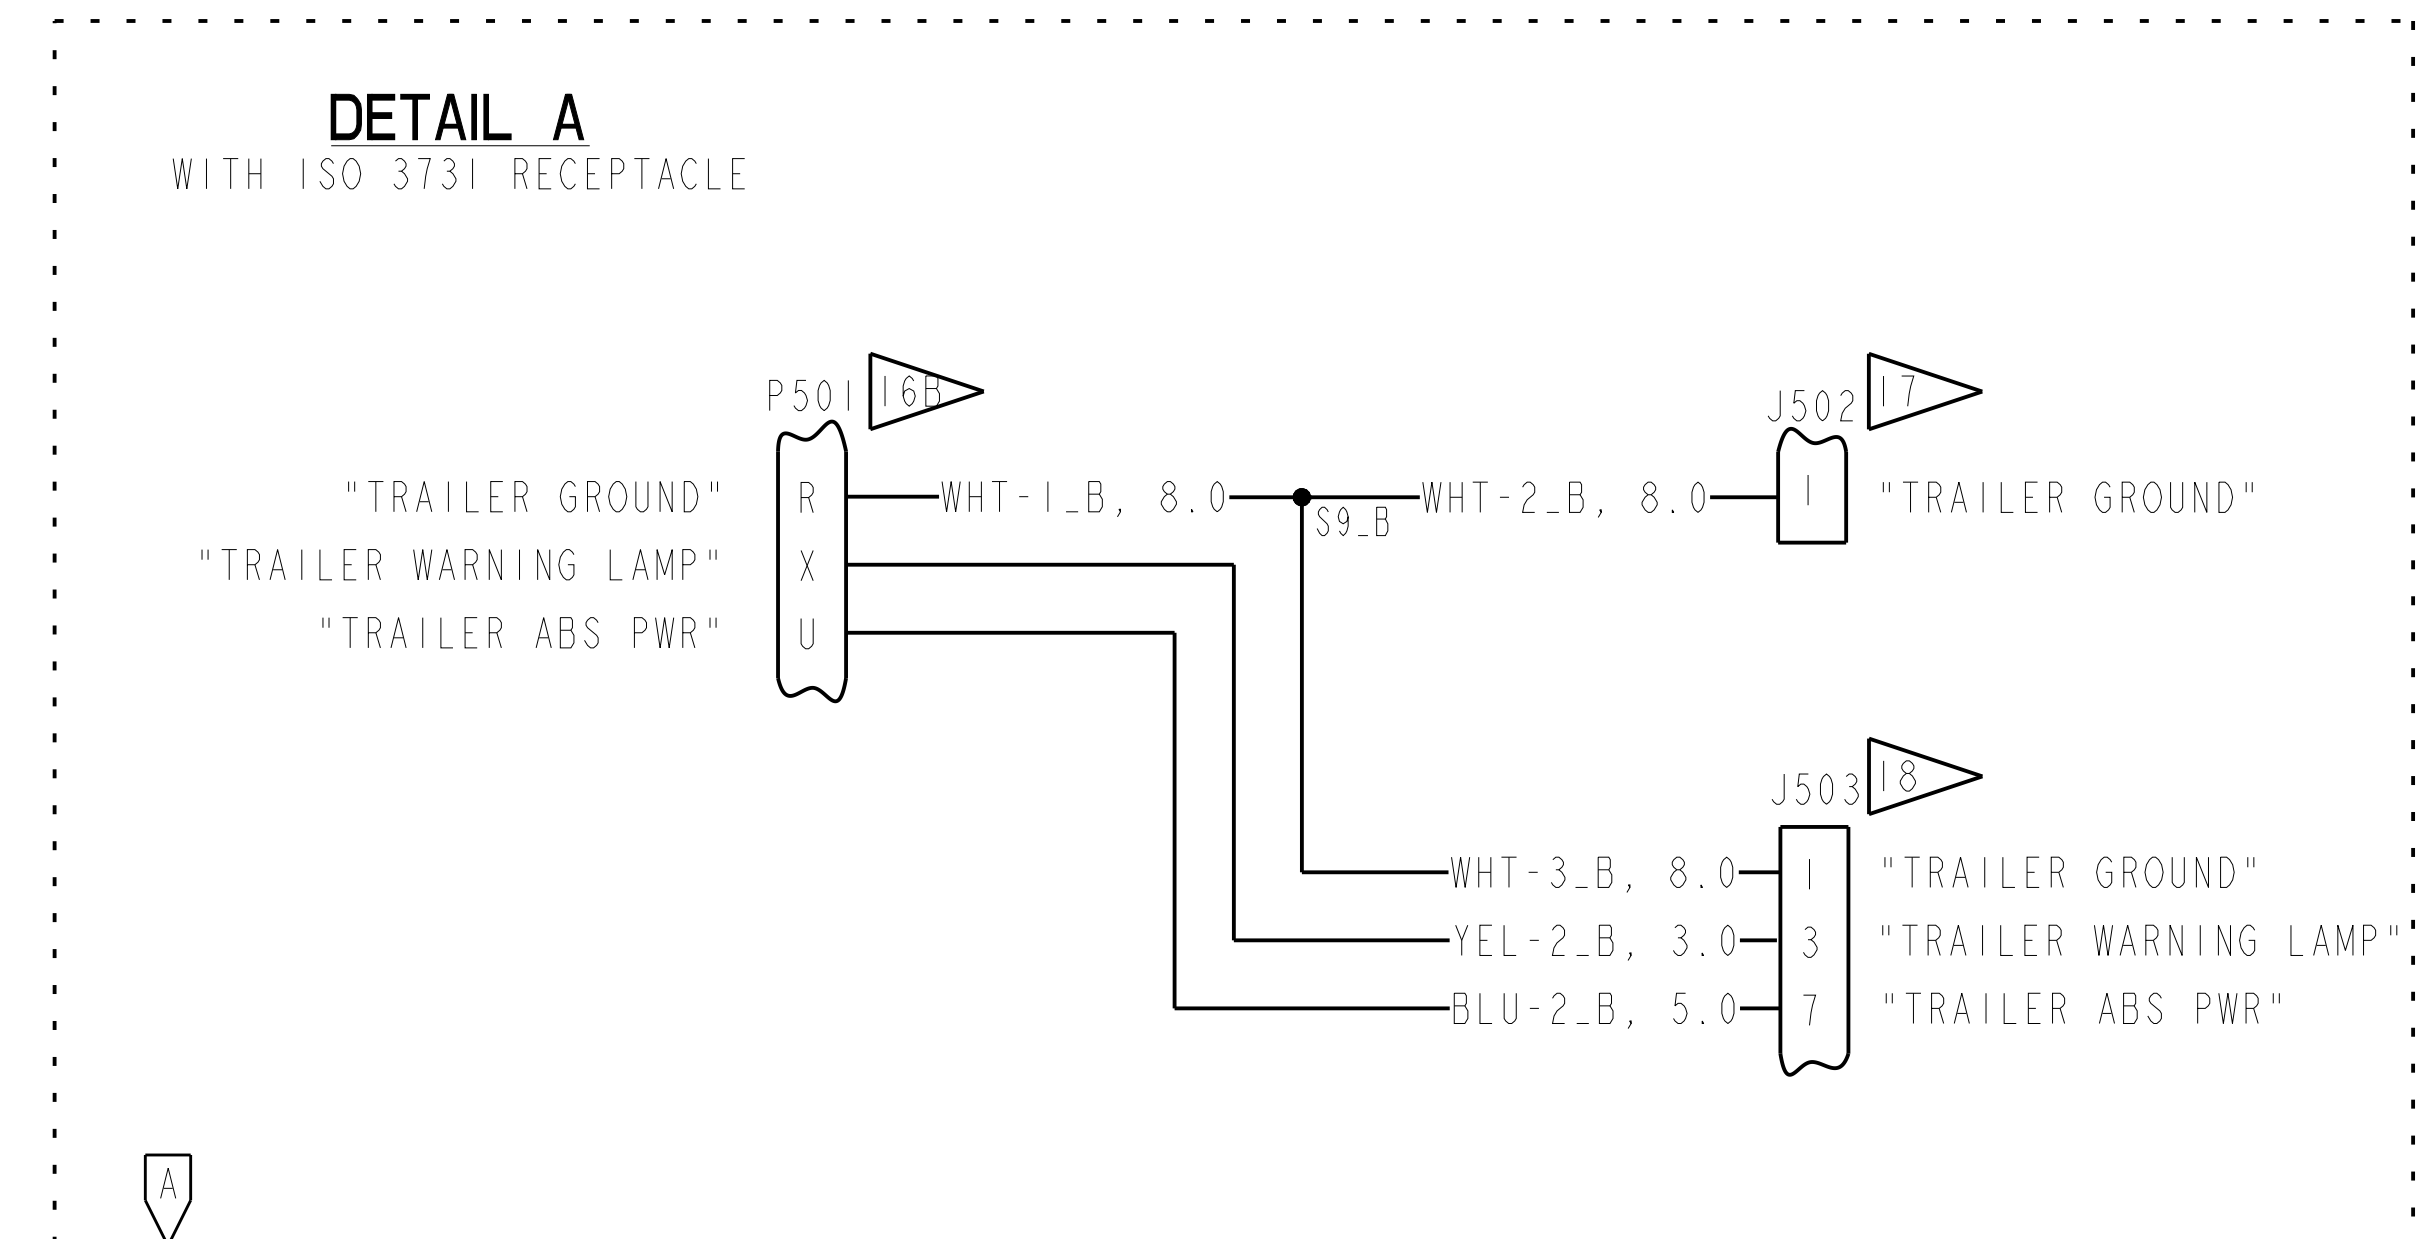 DETAIL A
WITH ISO 3731 RECEPTACLE
P501 16B
J502 17
"TRAILER GROUND" R WHT-1_B, 8.0 WHT-2_B, 8.0 1 "TRAILER GROUND"
S9_B
"TRAILER WARNING LAMP" X
"TRAILER ABS PWR" U
J503 18
WHT-3_B, 8.0 1 "TRAILER GROUND"
YEL-2_B, 3.0 3 "TRAILER WARNING LAMP"
BLU-2_B, 5.0 7 "TRAILER ABS PWR"
A